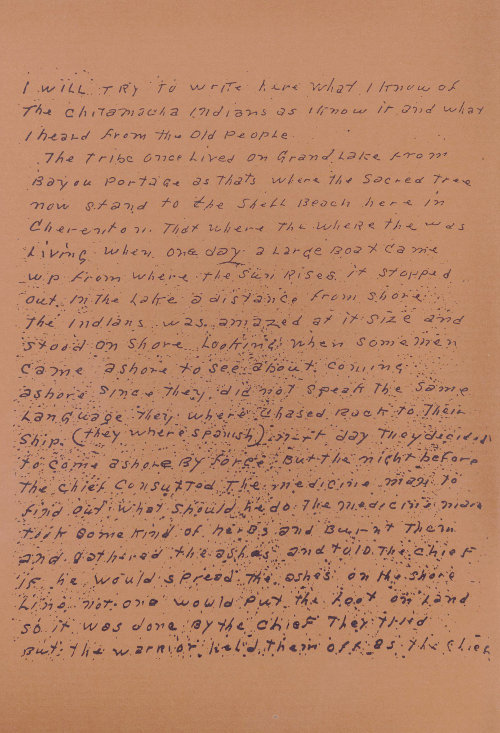 I will TRy To write here what I know of
The Chitamacha Indians as I know it and what
I heard from the Old People.
The Tribe once Lived on Grand Lake from
Bayou Portage as Thats where The Sacred Tree
now stand to the Shell Beach here in
Cherenton. That where The where the was
Living when one day a Large Boat Came
up from where the Sun Rises it stopped
out In The Lake a distance from shore
The Indians was amazed at it size and
stood on Shore Looking when some men
came ashore to see about coming
ashore Since They did not speak The same
Language They where Chased Back To Their
Ship. (they where spanish) next day They decided
to come ashore By force. But the night before
The Chief Consulted The medicine man to
find out what should he do. The medicine man
took some kind of herbs and Burnt Them
and gathered the ashes and told The Chief
if he would spread the ashes on the shore
Line not one would Put the foot on Land
so it was done By the Chief They tried
But the warrior held Them off as the Chief